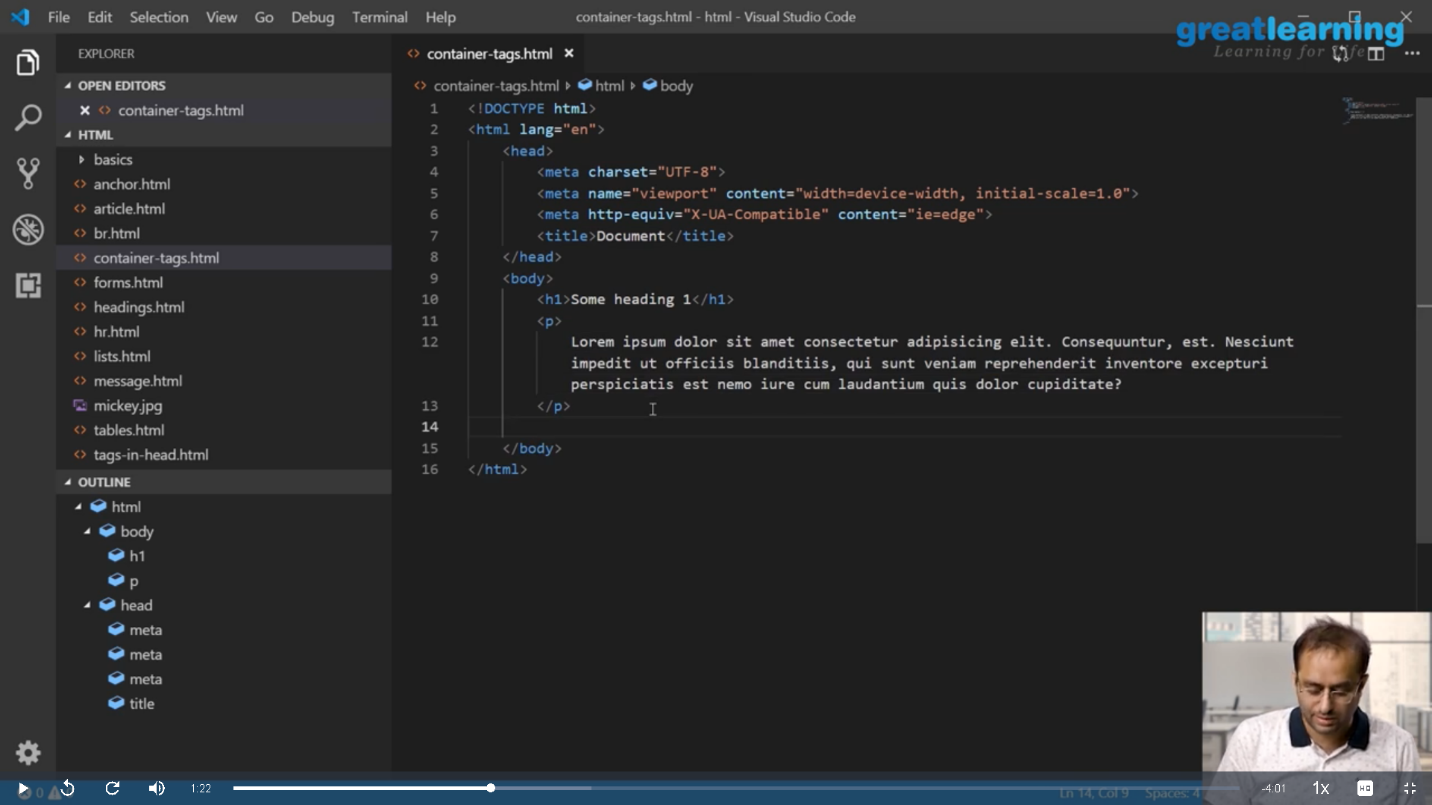 File Edit Selection View Go Debug Terminal Help
container-tags.html - html - Visual Studio Code
greatlearning
Learning for Life
EXPLORER
OPEN EDITORS
container-tags.html
HTML
basics
anchor.html
article.html
br.html
container-tags.html
forms.html
headings.html
hr.html
lists.html
message.html
mickey.jpg
tables.html
tags-in-head.html
OUTLINE
html
body
h1
p
head
meta
meta
meta
title
container-tags.html
container-tags.html html body
1 <!DOCTYPE html>
2 <html lang="en">
3 <head>
4 <meta charset="UTF-8">
5 <meta name="viewport" content="width=device-width, initial-scale=1.0">
6 <meta http-equiv="X-UA-Compatible" content="ie=edge">
7 <title>Document</title>
8 </head>
9 <body>
10 <h1>Some heading 1</h1>
11 <p>
12 Lorem ipsum dolor sit amet consectetur adipisicing elit. Consequuntur, est. Nesciunt
impedit ut officiis blanditiis, qui sunt veniam reprehenderit inventore excepturi
perspiciatis est nemo iure cum laudantium quis dolor cupiditate?
13 </p>
14
15 </body>
16 </html>
0 Ln 14, Col 9 Spaces: 4
1:22 -4:01 1x HQ